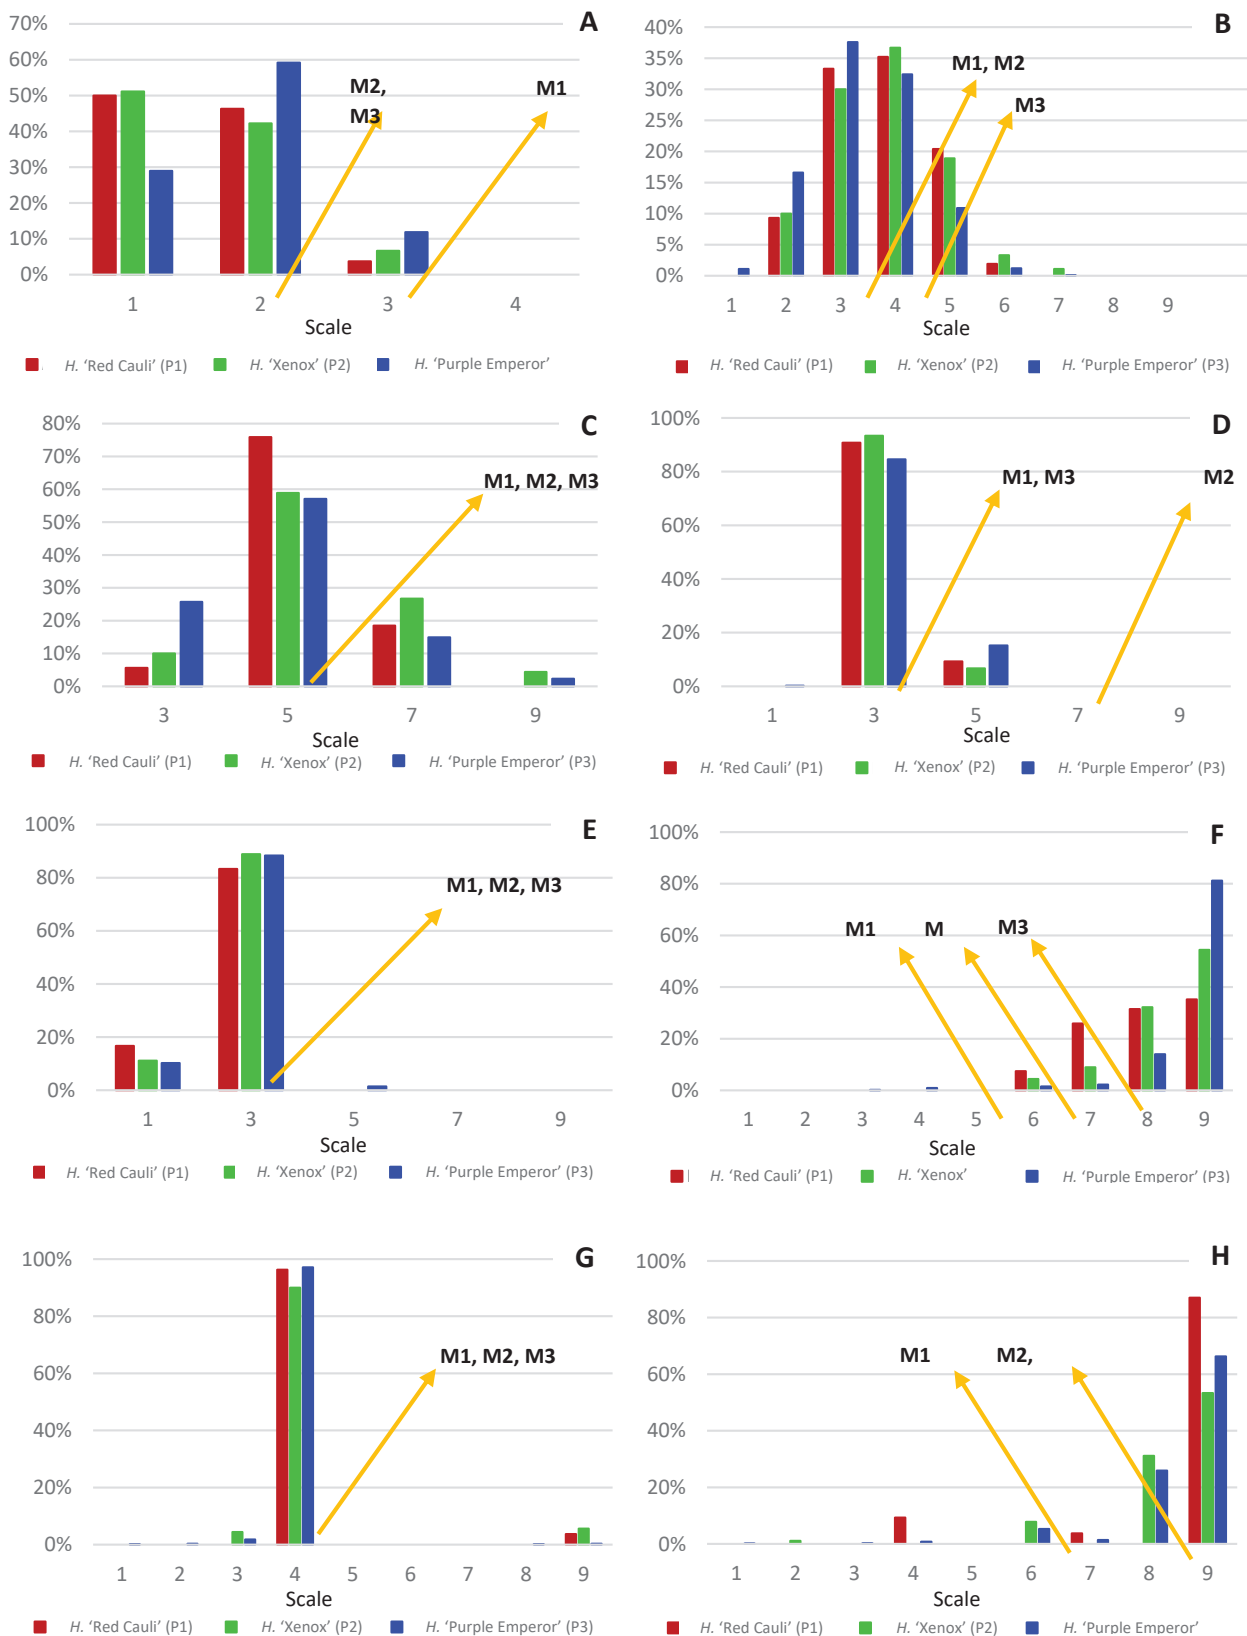 A
70%
60%
50%
40%
30%
20%
10%
0%
M2,
M3
M1
1 2 3 4
Scale
H. ‘Red Cauli’ (P1) H. ‘Xenox’ (P2) H. ‘Purple Emperor’
B
40%
35%
30%
25%
20%
15%
10%
5%
0%
M1, M2
M3
1 2 3 4 5 6 7 8 9
Scale
H. ‘Red Cauli’ (P1) H. ‘Xenox’ (P2) H. ‘Purple Emperor’ (P3)
C
80%
70%
60%
50%
40%
30%
20%
10%
0%
M1, M2, M3
3 5 7 9
Scale
H. ‘Red Cauli’ (P1) H. ‘Xenox’ (P2) H. ‘Purple Emperor’ (P3)
D
100%
80%
60%
40%
20%
0%
M1, M3
M2
1 3 5 7 9
Scale
H. ‘Red Cauli’ (P1) H. ‘Xenox’ (P2) H. ‘Purple Emperor’ (P3)
E
100%
80%
60%
40%
20%
0%
M1, M2, M3
1 3 5 7 9
Scale
H. ‘Red Cauli’ (P1) H. ‘Xenox’ (P2) H. ‘Purple Emperor’ (P3)
F
100%
80%
60%
40%
20%
0%
M1 M M3
1 2 3 4 5 6 7 8 9
Scale
H. ‘Red Cauli’ (P1) H. ‘Xenox’ H. ‘Purple Emperor’ (P3)
G
100%
80%
60%
40%
20%
0%
M1, M2, M3
1 2 3 4 5 6 7 8 9
Scale
H. ‘Red Cauli’ (P1) H. ‘Xenox’ (P2) H. ‘Purple Emperor’ (P3)
H
100%
80%
60%
40%
20%
0%
M1 M2,
1 2 3 4 5 6 7 8 9
Scale
H. ‘Red Cauli’ (P1) H. ‘Xenox’ (P2) H. ‘Purple Emperor’